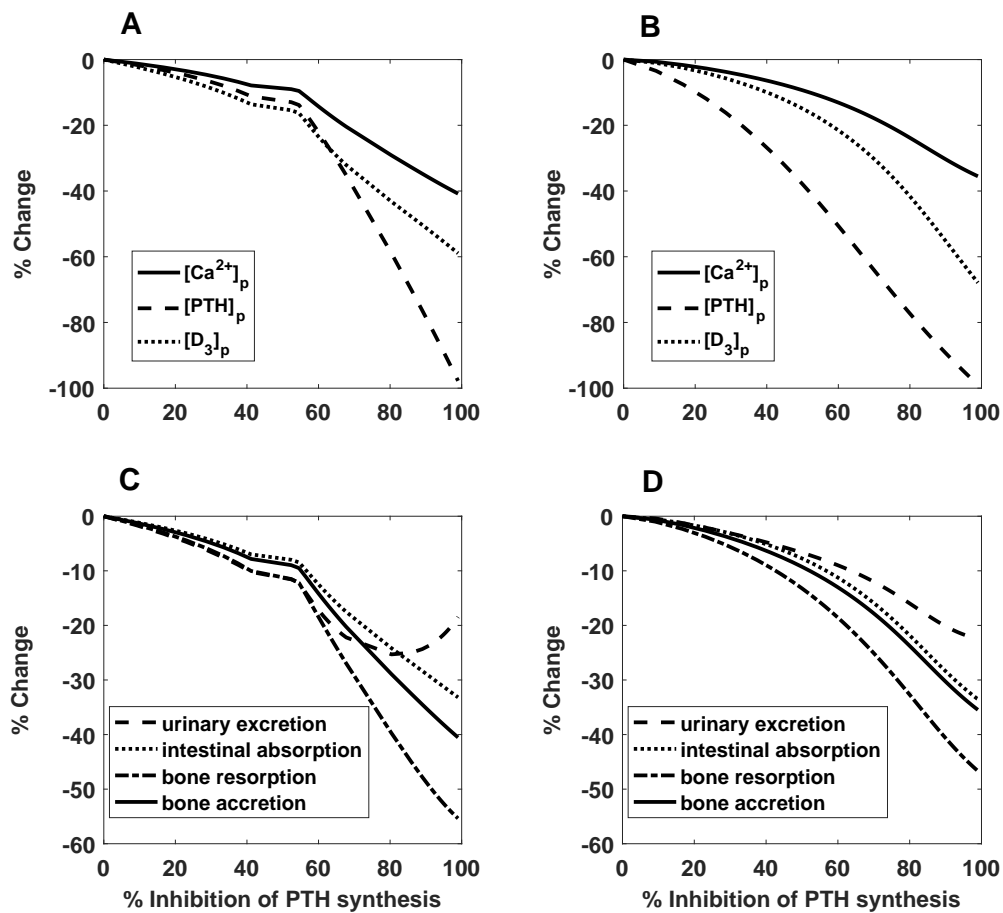 A
% Change
0
-20
-40
-60
-80
-100
[Ca²⁺]ₚ
[PTH]ₚ
[D₃]ₚ
0 20 40 60 80 100
B
% Change
0
-20
-40
-60
-80
-100
[Ca²⁺]ₚ
[PTH]ₚ
[D₃]ₚ
0 20 40 60 80 100
C
% Change
0
-10
-20
-30
-40
-50
-60
urinary excretion
intestinal absorption
bone resorption
bone accretion
0 20 40 60 80 100
% Inhibition of PTH synthesis
D
% Change
0
-10
-20
-30
-40
-50
-60
urinary excretion
intestinal absorption
bone resorption
bone accretion
0 20 40 60 80 100
% Inhibition of PTH synthesis